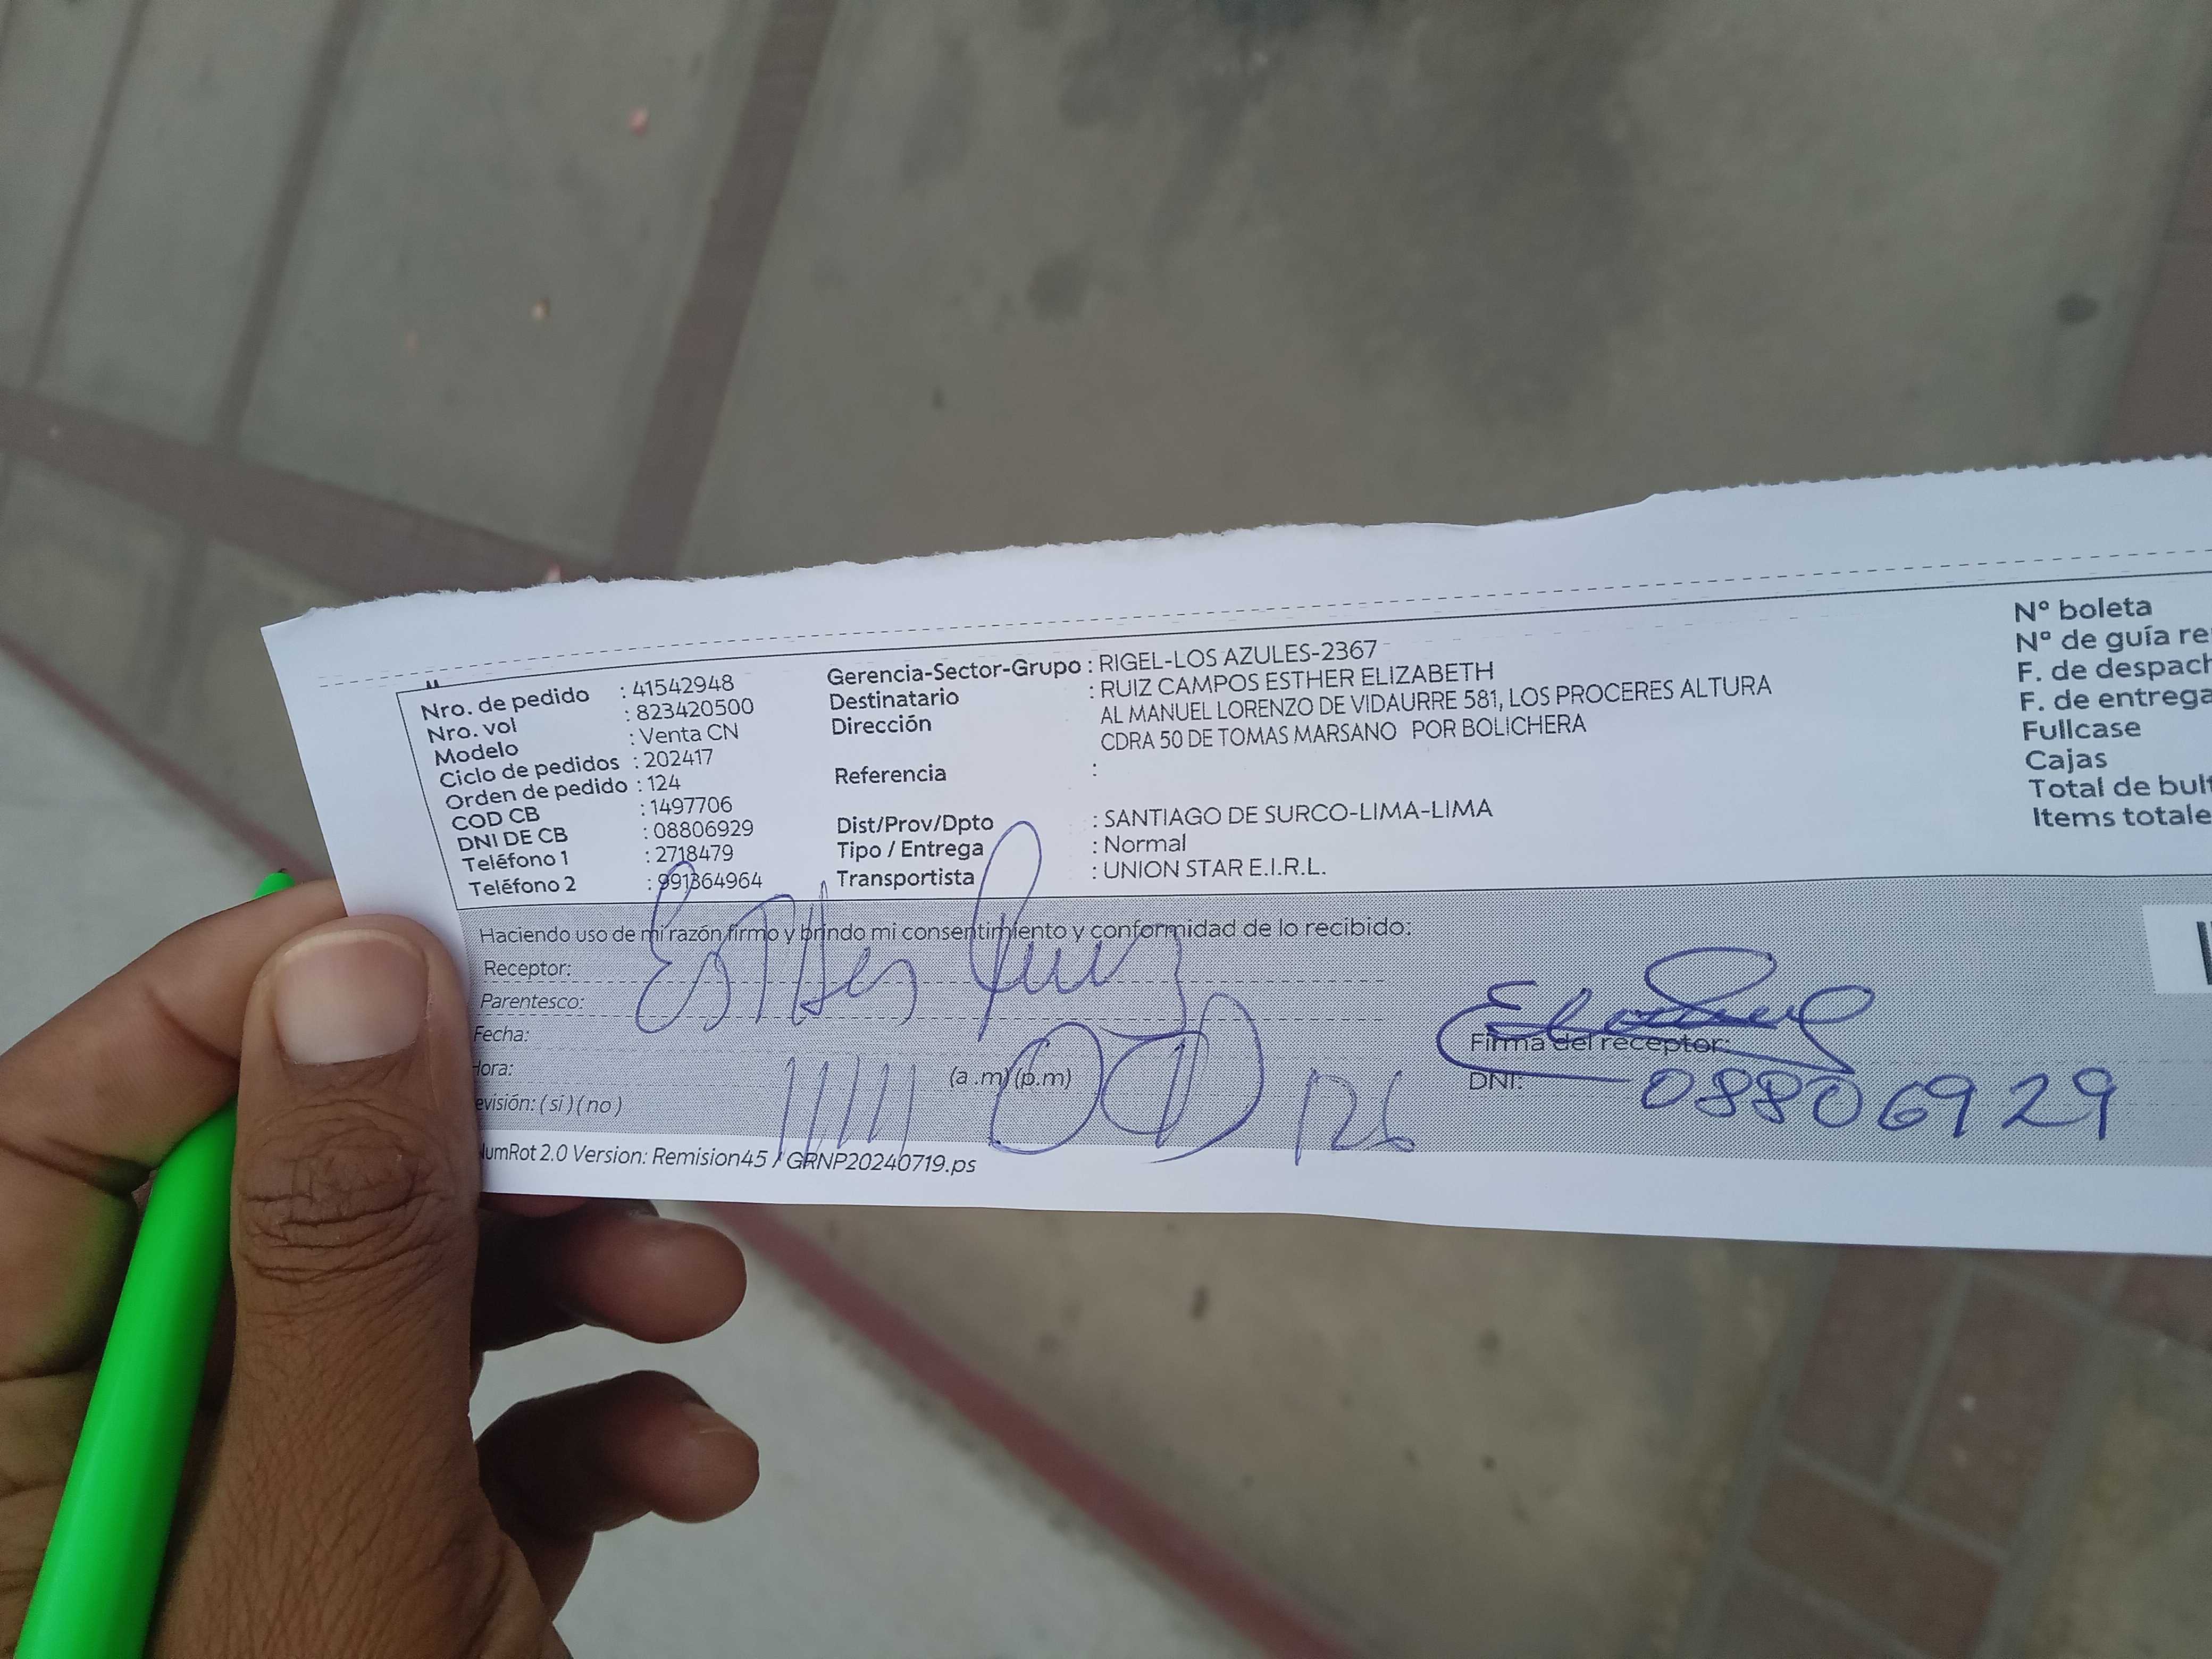 Nro. de pedido : 41542948
Nro. vol : 823420500
Modelo : Venta CN
Ciclo de pedidos : 202417
Orden de pedido : 124
COD CB : 1497706
DNI DE CB : 08806929
Teléfono 1 : 2718479
Teléfono 2 : 991364964
Gerencia-Sector-Grupo : RIGEL-LOS AZULES-2367
Destinatario : RUIZ CAMPOS ESTHER ELIZABETH
Dirección AL MANUEL LORENZO DE VIDAURRE 581, LOS PROCERES ALTURA
CDRA 50 DE TOMAS MARSANO POR BOLICHERA
Referencia :
Dist/Prov/Dpto : SANTIAGO DE SURCO-LIMA-LIMA
Tipo / Entrega : Normal
Transportista : UNION STAR E.I.R.L.
Nº boleta
Nº de guía re
F. de despach
F. de entrega
Fullcase
Cajas
Total de bult
Items totale
Haciendo uso de mi razón firmo y brindo mi consentimiento y conformidad de lo recibido:
Receptor: Esther Ruiz
Parentesco:
Fecha:
Hora: (a .m) (p.m)
evisión: ( sí ) ( no )
Firma del receptor:
DNI: 08806929
NumRot 2.0 Version: Remision45 / GRNP20240719.ps